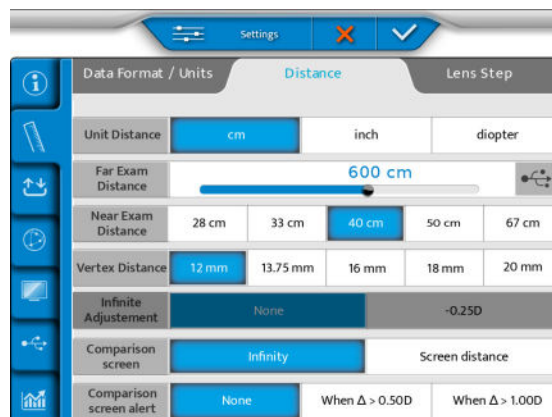 Settings
Data Format / Units Distance Lens Step
Unit Distance cm inch diopter
Far Exam Distance 600 cm
Near Exam Distance 28 cm 33 cm 40 cm 50 cm 67 cm
Vertex Distance 12 mm 13.75 mm 16 mm 18 mm 20 mm
Infinite Adjustement None -0.25D
Comparison screen Infinity Screen distance
Comparison screen alert None When Δ > 0.50D When Δ > 1.00D